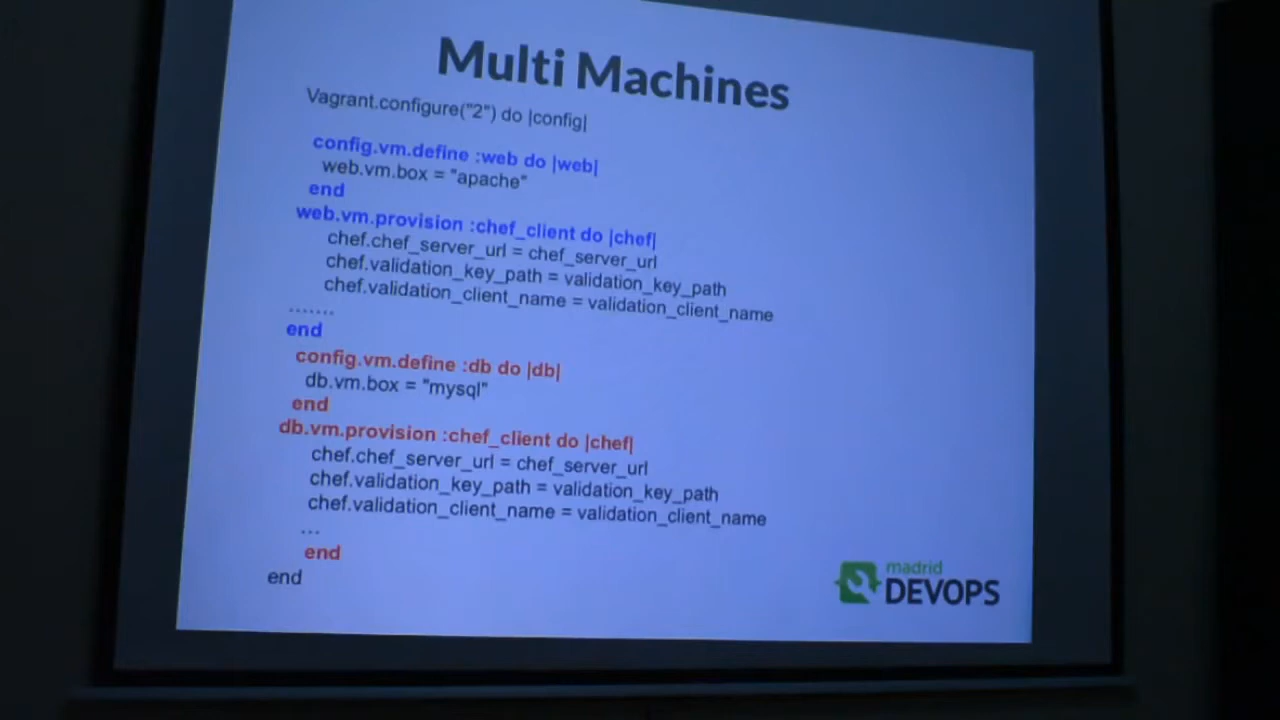 Multi Machines
Vagrant.configure("2") do |config|
config.vm.define :web do |web|
web.vm.box = "apache"
end
web.vm.provision :chef_client do |chef|
chef.chef_server_url = chef_server_url
chef.validation_key_path = validation_key_path
chef.validation_client_name = validation_client_name
.......
end
config.vm.define :db do |db|
db.vm.box = "mysql"
end
db.vm.provision :chef_client do |chef|
chef.chef_server_url = chef_server_url
chef.validation_key_path = validation_key_path
chef.validation_client_name = validation_client_name
...
end
end
madrid
DEVOPS